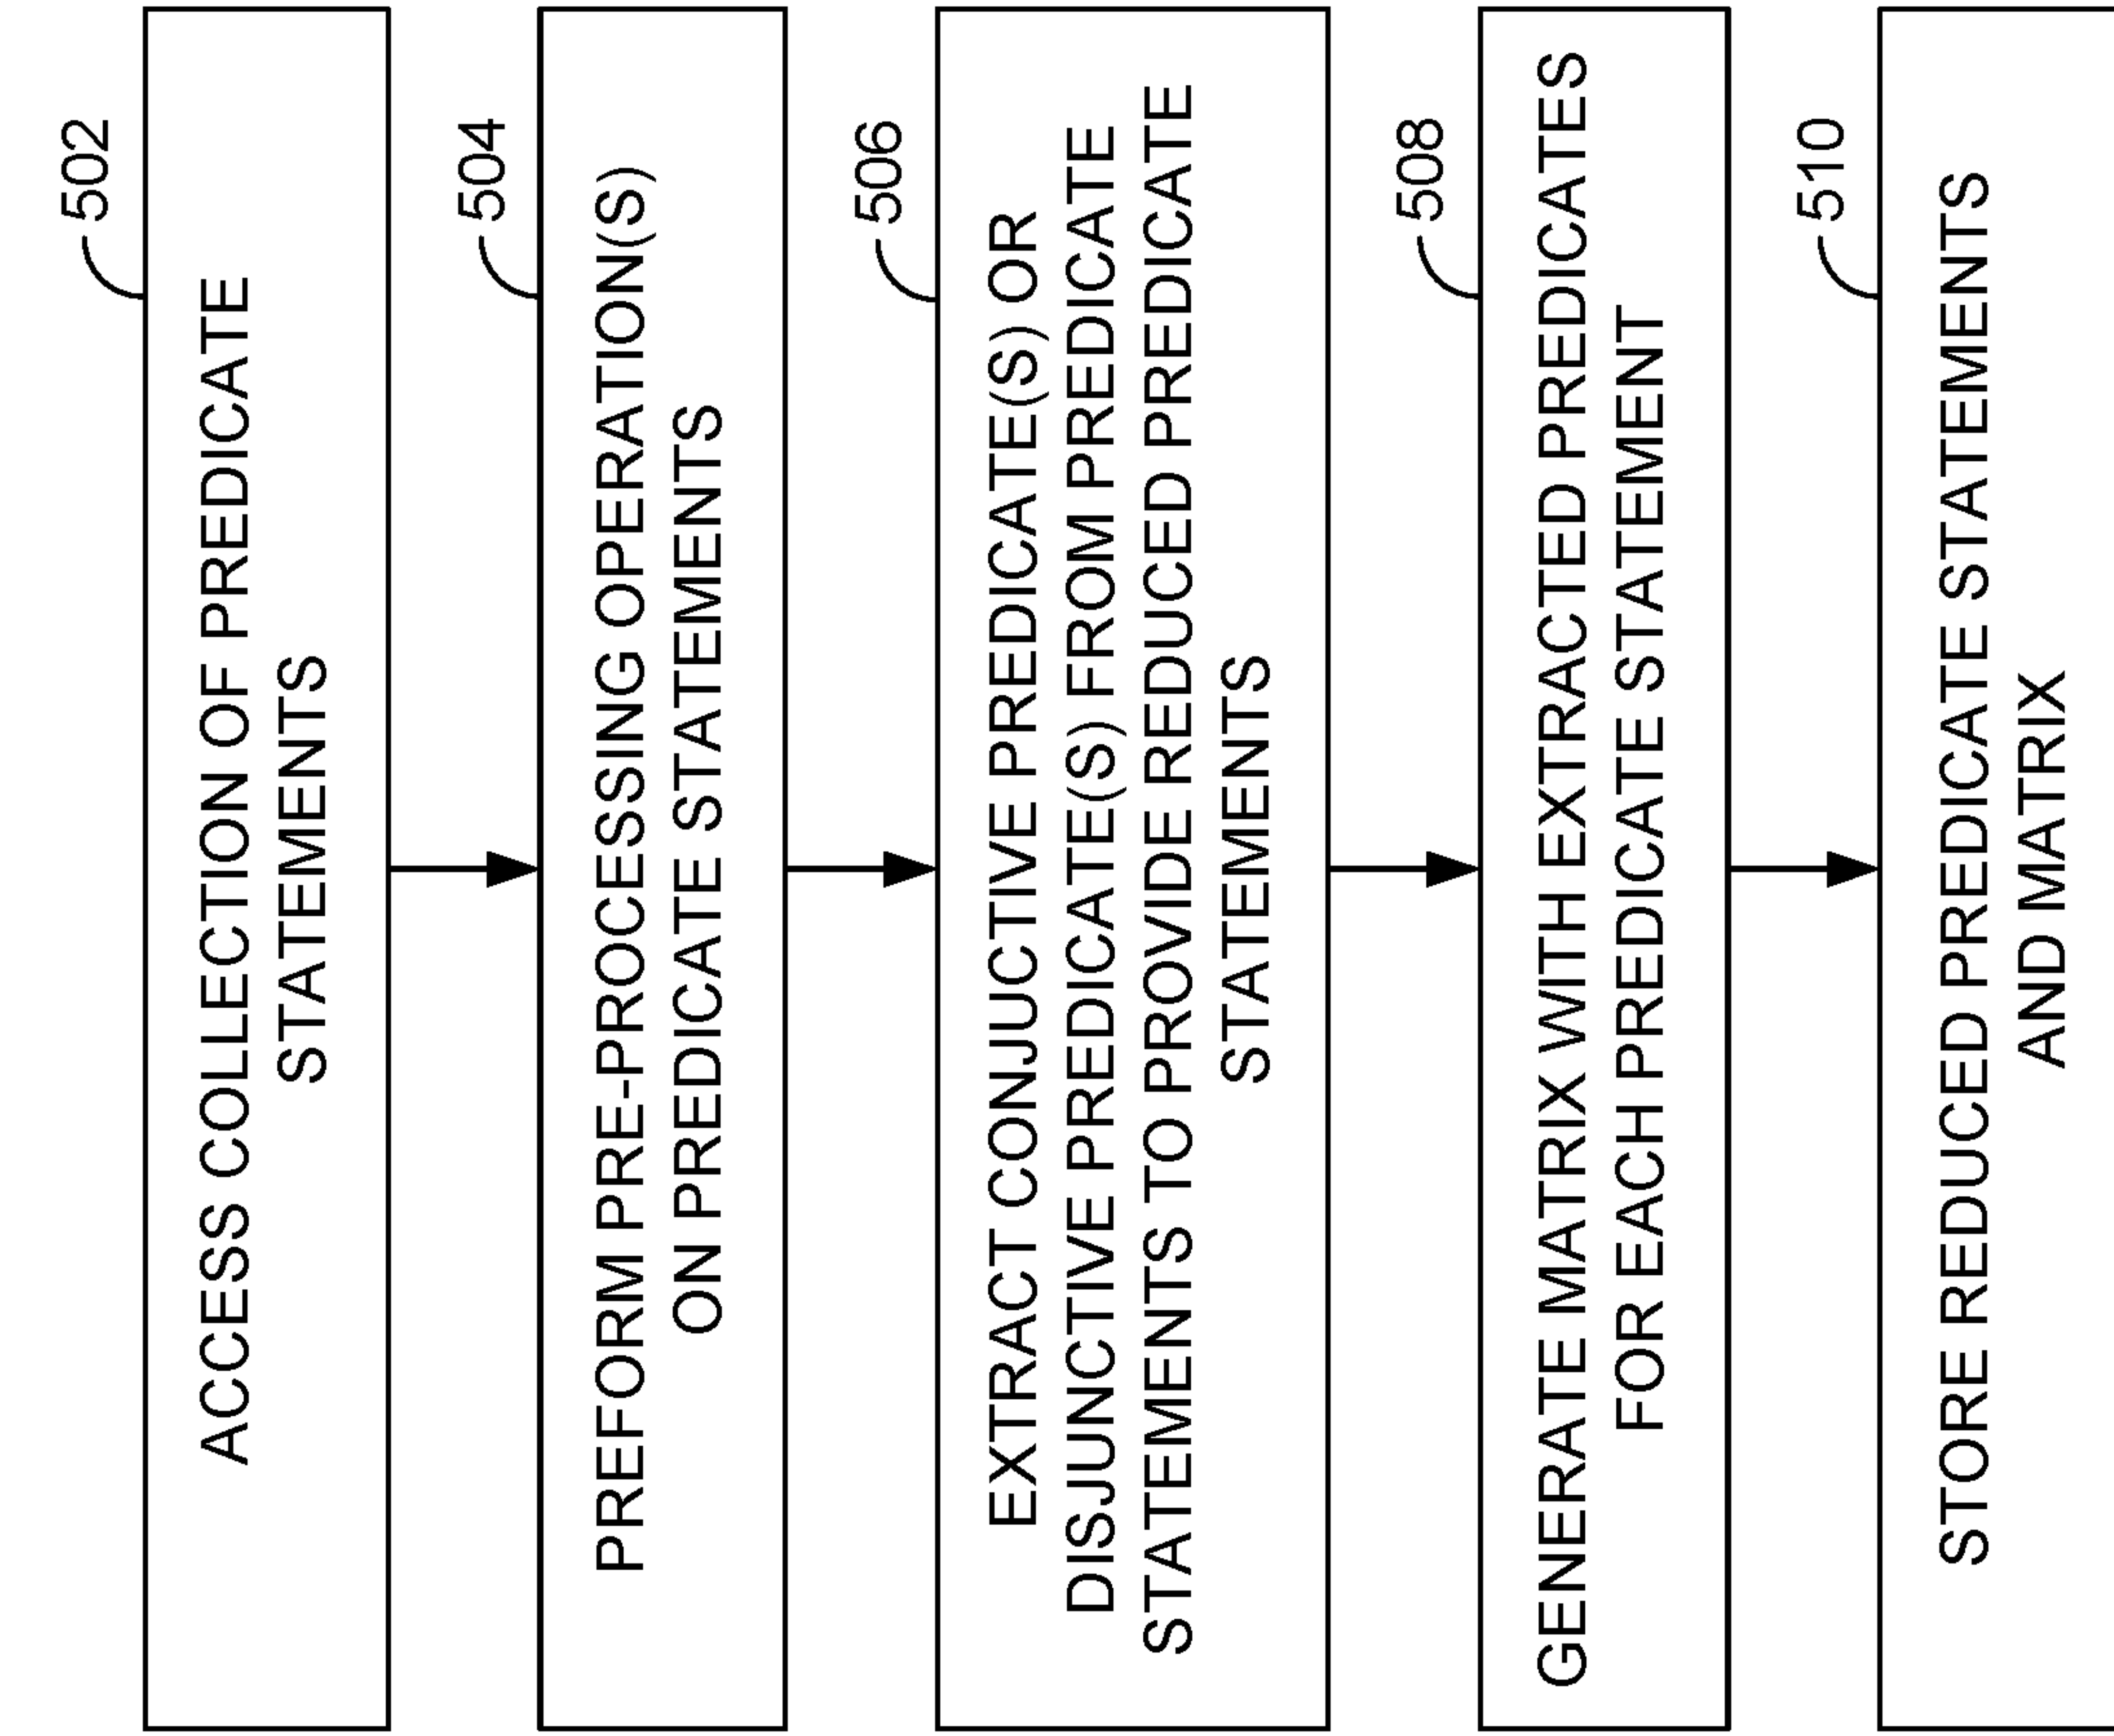 502
ACCESS COLLECTION OF PREDICATE
STATEMENTS
504
PREFORM PRE-PROCESSING OPERATION(S)
ON PREDICATE STATEMENTS
506
EXTRACT CONJUCTIVE PREDICATE(S) OR
DISJUNCTIVE PREDICATE(S) FROM PREDICATE
STATEMENTS TO PROVIDE REDUCED PREDICATE
STATEMENTS
508
GENERATE MATRIX WITH EXTRACTED PREDICATES
FOR EACH PREDICATE STATEMENT
510
STORE REDUCED PREDICATE STATEMENTS
AND MATRIX